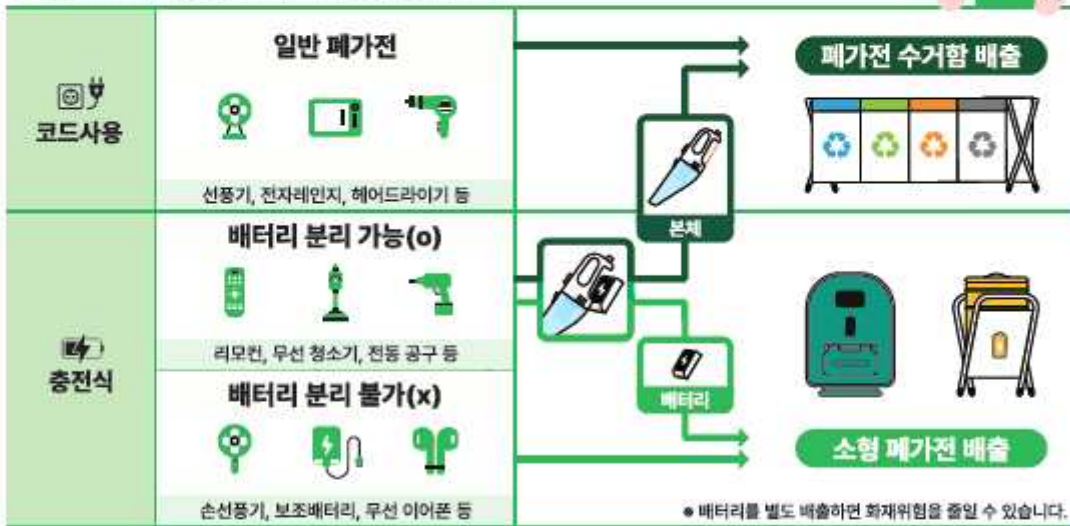 일반 폐가전
코드사용
선풍기, 전자레인지, 헤어드라이기 등
폐가전 수거함 배출
본체
배터리 분리 가능(o)
리모컨, 무선 청소기, 전동 공구 등
충전식
배터리
배터리 분리 불가(x)
손선풍기, 보조배터리, 무선 이어폰 등
소형 폐가전 배출
* 배터리를 별도 배출하면 화재위험을 줄일 수 있습니다.